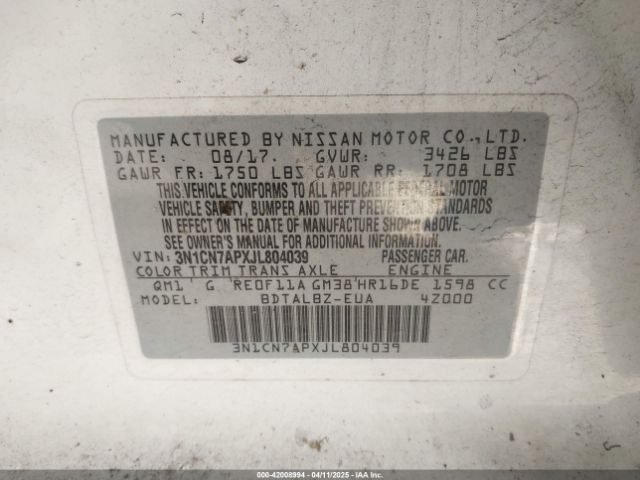 MANUFACTURED BY NISSAN MOTOR CO.,LTD.
DATE: 08/17. GVWR: 3426 LBS
GAWR FR: 1750 LBS GAWR RR: 1708 LBS
THIS VEHICLE CONFORMS TO ALL APPLICABLE FEDERAL MOTOR
VEHICLE SAFETY, BUMPER AND THEFT PREVENTION STANDARDS
IN EFFECT ON THE DATE OF MANUFACTURE SHOWN ABOVE.
SEE OWNER'S MANUAL FOR ADDITIONAL INFORMATION.
VIN: 3N1CN7APXJL804039 PASSENGER CAR.
COLOR TRIM TRANS AXLE ENGINE
QM1 G RE0F11A GM38 HR16DE 1598 CC
MODEL: BDTALBZ-EUA 4Z000
3N1CN7APXJL804039
000-42008994 04/11/2025 IAAI.COM